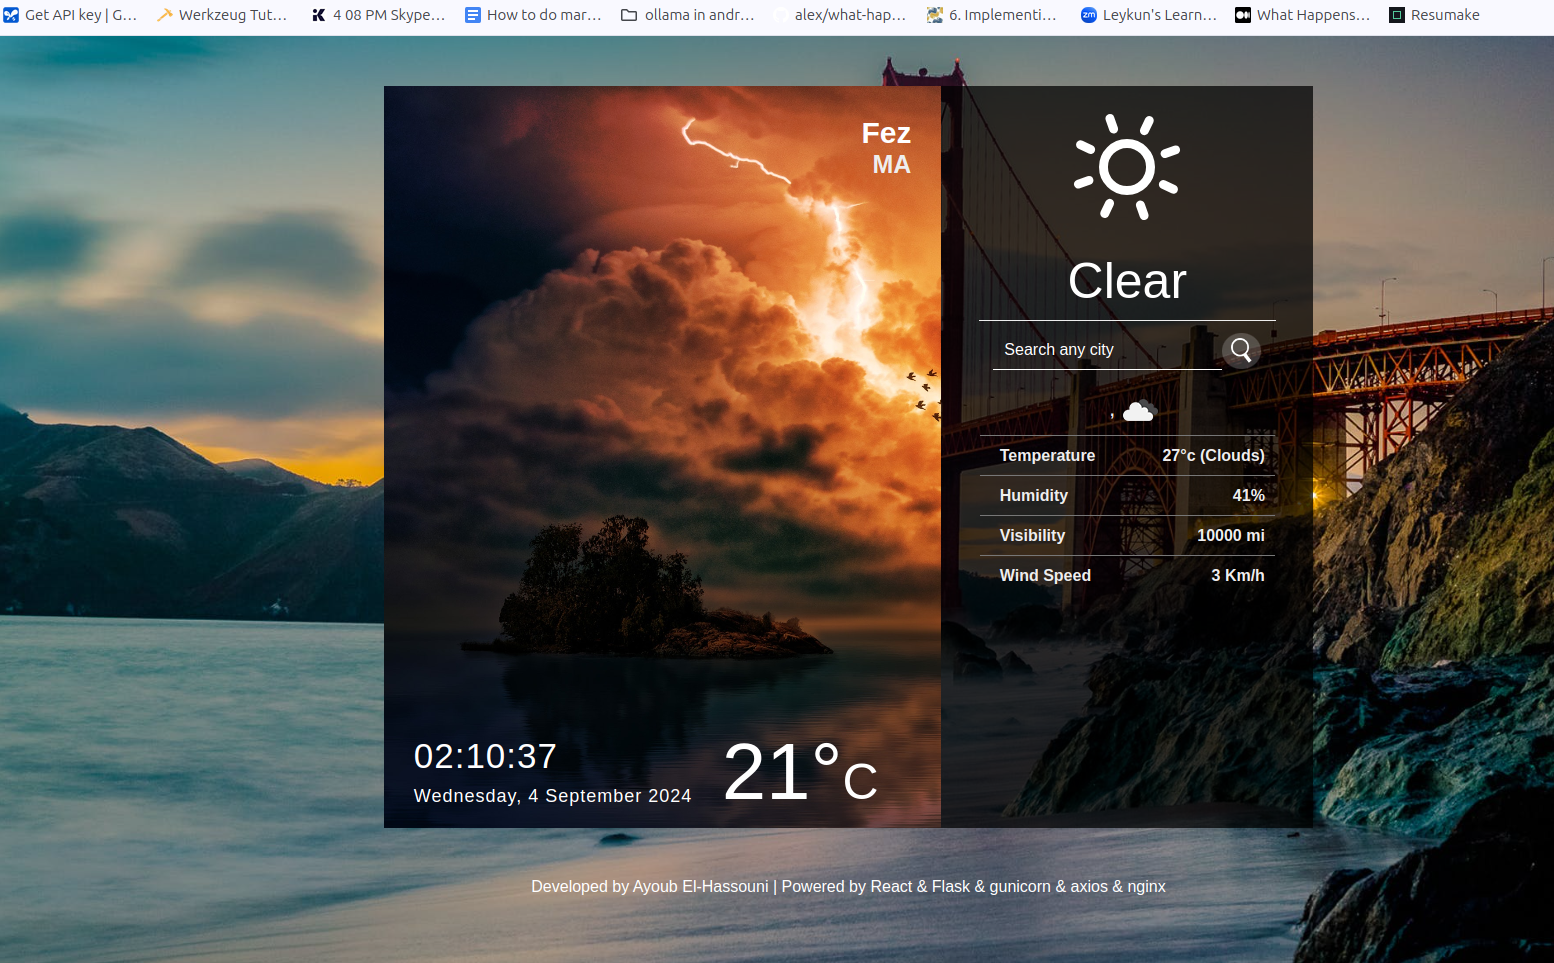 Get API key | G…
Werkzeug Tut…
4 08 PM Skype…
How to do mar…
ollama in andr…
alex/what-hap…
6. Implementi…
zm
Leykun's Learn…
What Happens…
Resumake
Fez
MA
Clear
Search any city
,
Temperature 27°c (Clouds)
Humidity 41%
Visibility 10000 mi
Wind Speed 3 Km/h
02:10:37
Wednesday, 4 September 2024
21°C
Developed by Ayoub El-Hassouni | Powered by React & Flask & gunicorn & axios & nginx